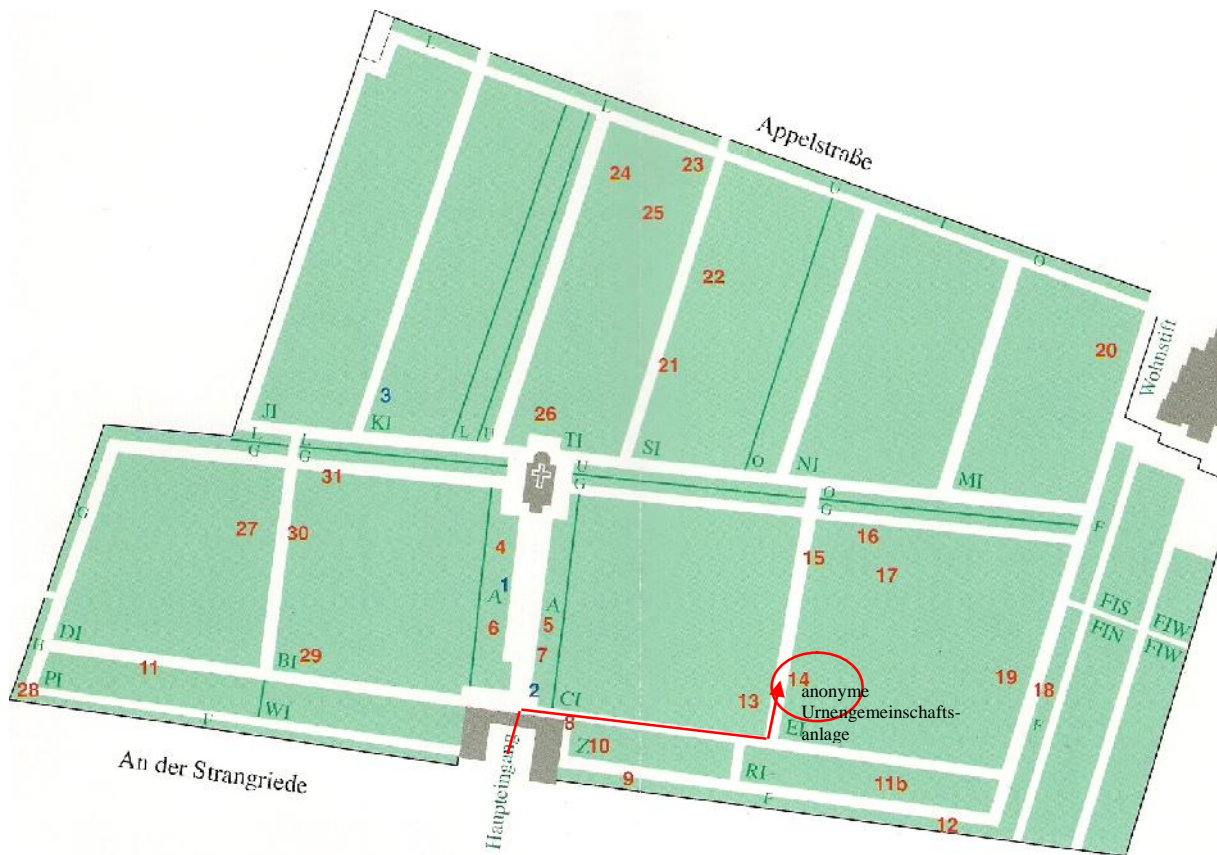 L
L
Appelstraße
23
24
U
25
I
O
22
Wohnstift
20
21
3
26
JI
KI
L
U
TI
SI
O
NI
MI
L
L
G
G
U
G
O
G
F
31
G
27
30
4
16
15
17
1
A
A
FIS
FIW
6
5
FIN
FIW
H
DI
11
BI
29
7
14
19
18
28
PI
2
CI
13
anonyme
Urnengemeinschafts-
anlage
F
WI
8
EI
F
Z
10
An der Strangriede
Haupteingang
9
RI
11b
F
12